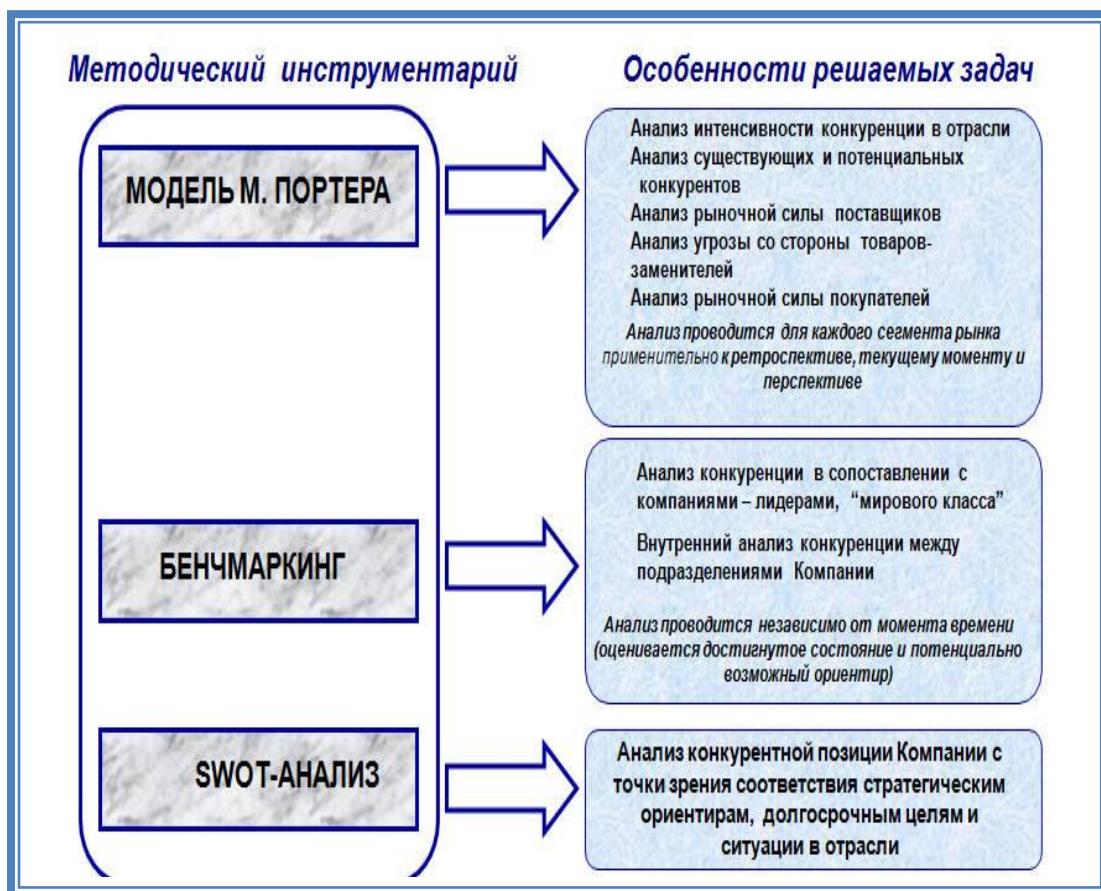 Методический инструментарий
Особенности решаемых задач
МОДЕЛЬ М. ПОРТЕРА
Анализ интенсивности конкуренции в отрасли
Анализ существующих и потенциальных
конкурентов
Анализ рыночной силы поставщиков
Анализ угрозы со стороны товаров-
заменителей
Анализ рыночной силы покупателей
Анализ проводится для каждого сегмента рынка
применительно к ретроспективе, текущему моменту и
перспективе
БЕНЧМАРКИНГ
Анализ конкуренции в сопоставлении с
компаниями – лидерами, “мирового класса”
Внутренний анализ конкуренции между
подразделениями Компании
Анализ проводится независимо от момента времени
(оценивается достигнутое состояние и потенциально
возможный ориентир)
SWOT-АНАЛИЗ
Анализ конкурентной позиции Компании с
точки зрения соответствия стратегическим
ориентирам, долгосрочным целям и
ситуации в отрасли